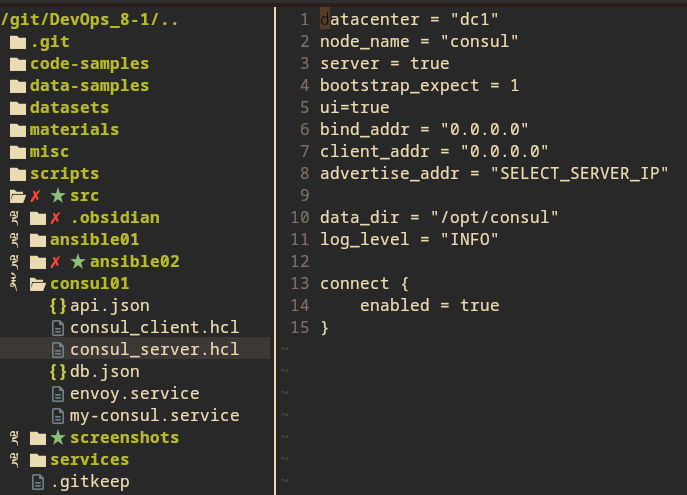 /git/DevOps_8-1/..
.git
code-samples
data-samples
datasets
materials
misc
scripts
✗ ★ src
✗ .obsidian
ansible01
✗ ★ ansible02
consul01
{} api.json
consul_client.hcl
consul_server.hcl
{} db.json
envoy.service
my-consul.service
★ screenshots
services
.gitkeep
1 datacenter = "dc1"
2 node_name = "consul"
3 server = true
4 bootstrap_expect = 1
5 ui=true
6 bind_addr = "0.0.0.0"
7 client_addr = "0.0.0.0"
8 advertise_addr = "SELECT_SERVER_IP"
9
10 data_dir = "/opt/consul"
11 log_level = "INFO"
12
13 connect {
14     enabled = true
15 }
~
~
~
~
~
~
~